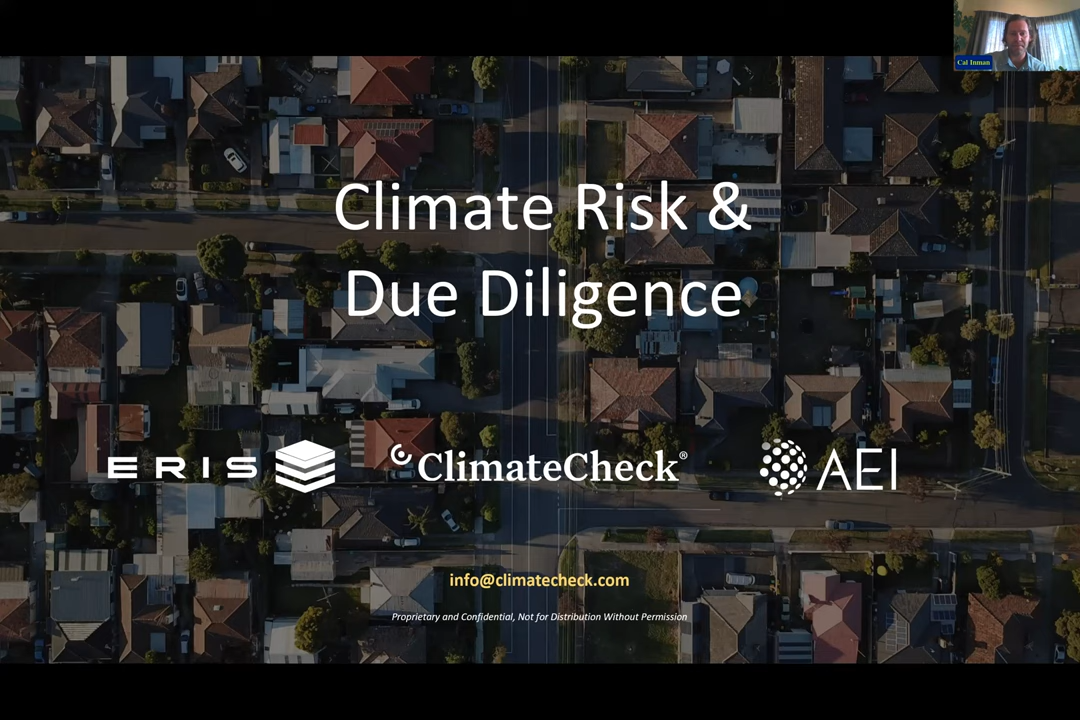 Cal Inman
Climate Risk &
Due Diligence
ERIS
ClimateCheck®
AEI
info@climatecheck.com
Proprietary and Confidential, Not for Distribution Without Permission